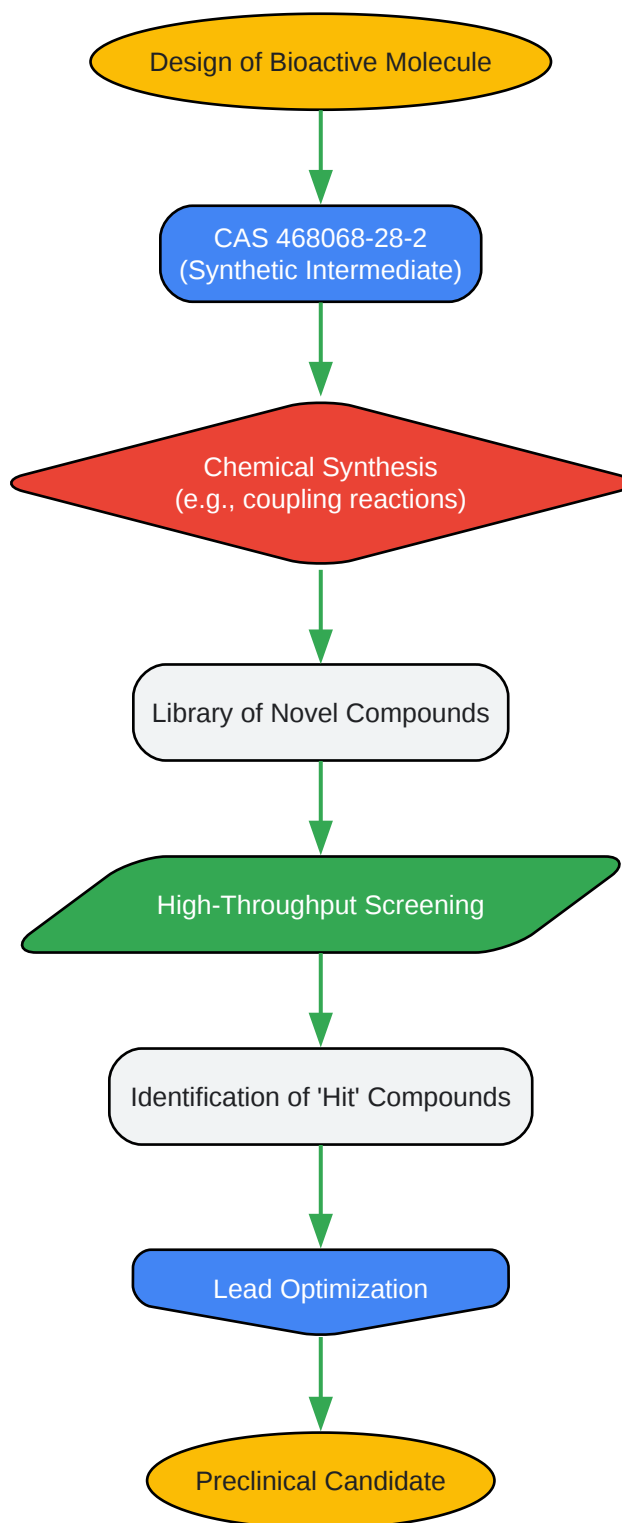 Design of Bioactive Molecule
CAS 468068-28-2
(Synthetic Intermediate)
Chemical Synthesis
(e.g., coupling reactions)
Library of Novel Compounds
High-Throughput Screening
Identification of 'Hit' Compounds
Lead Optimization
Preclinical Candidate